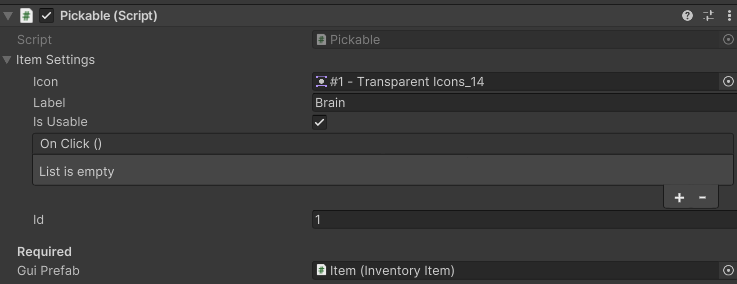 Pickable (Script)
Script Pickable
Item Settings
Icon #1 - Transparent Icons_14
Label Brain
Is Usable
On Click ()
List is empty
+ -
Id 1
Required
Gui Prefab Item (Inventory Item)